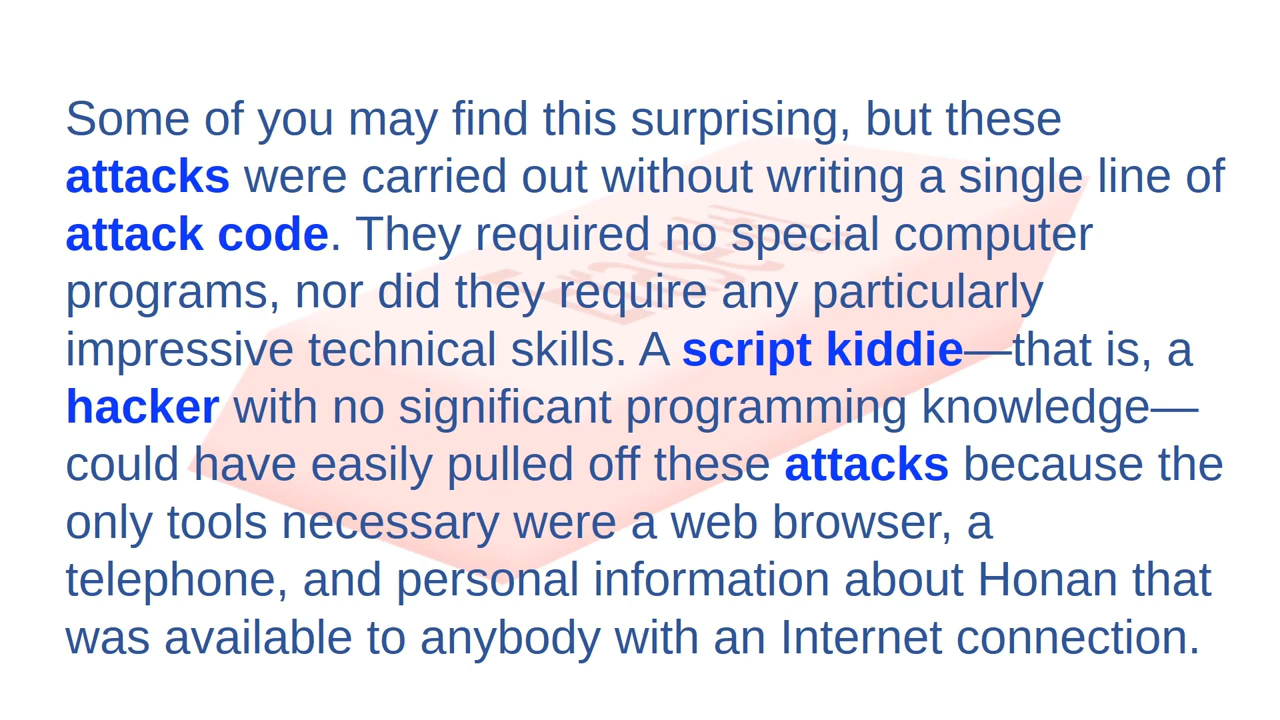 Some of you may find this surprising, but these
attacks were carried out without writing a single line of
attack code. They required no special computer
programs, nor did they require any particularly
impressive technical skills. A script kiddie—that is, a
hacker with no significant programming knowledge—
could have easily pulled off these attacks because the
only tools necessary were a web browser, a
telephone, and personal information about Honan that
was available to anybody with an Internet connection.